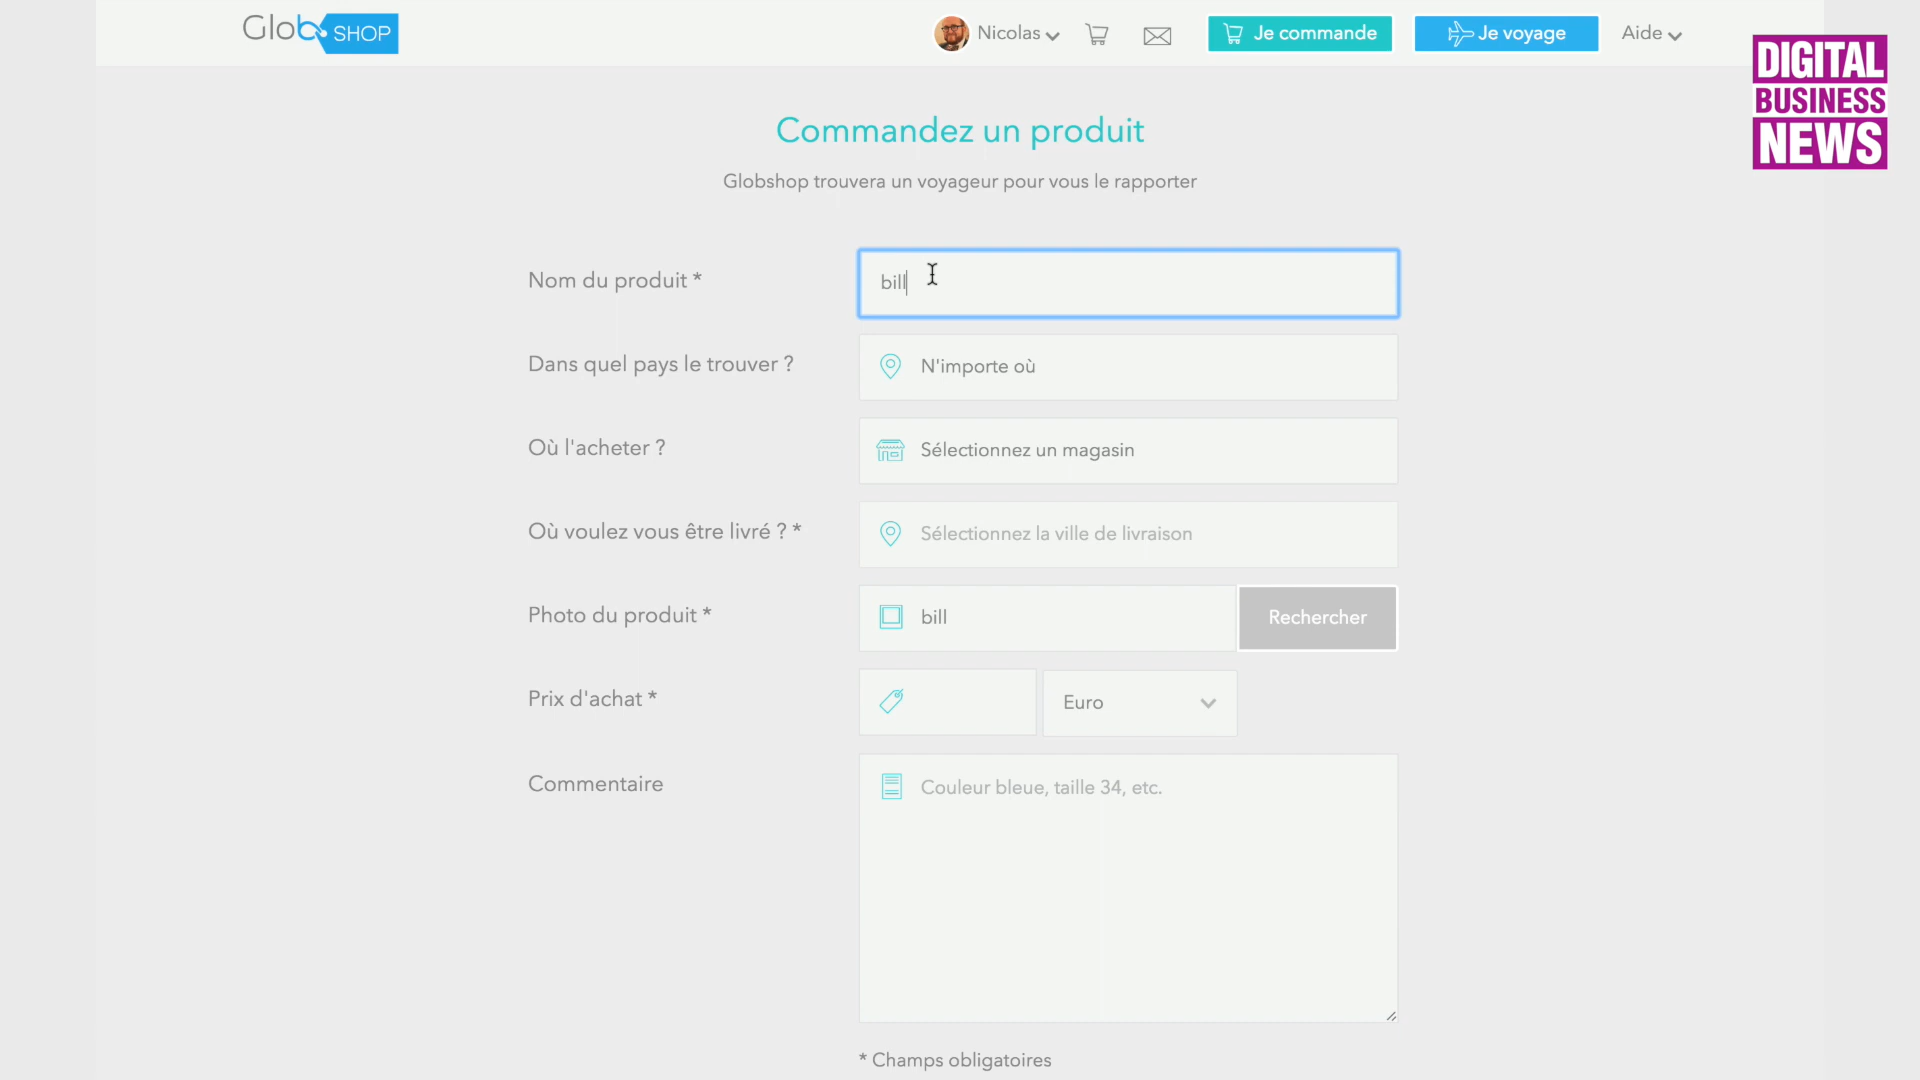 GlobSHOP
Nicolas
Je commande
Je voyage
Aide
DIGITAL
BUSINESS
NEWS
Commandez un produit
Globshop trouvera un voyageur pour vous le rapporter
Nom du produit *
bill
Dans quel pays le trouver ?
N'importe où
Où l'acheter ?
Sélectionnez un magasin
Où voulez vous être livré ? *
Sélectionnez la ville de livraison
Photo du produit *
bill
Rechercher
Prix d'achat *
Euro
Commentaire
Couleur bleue, taille 34, etc.
* Champs obligatoires